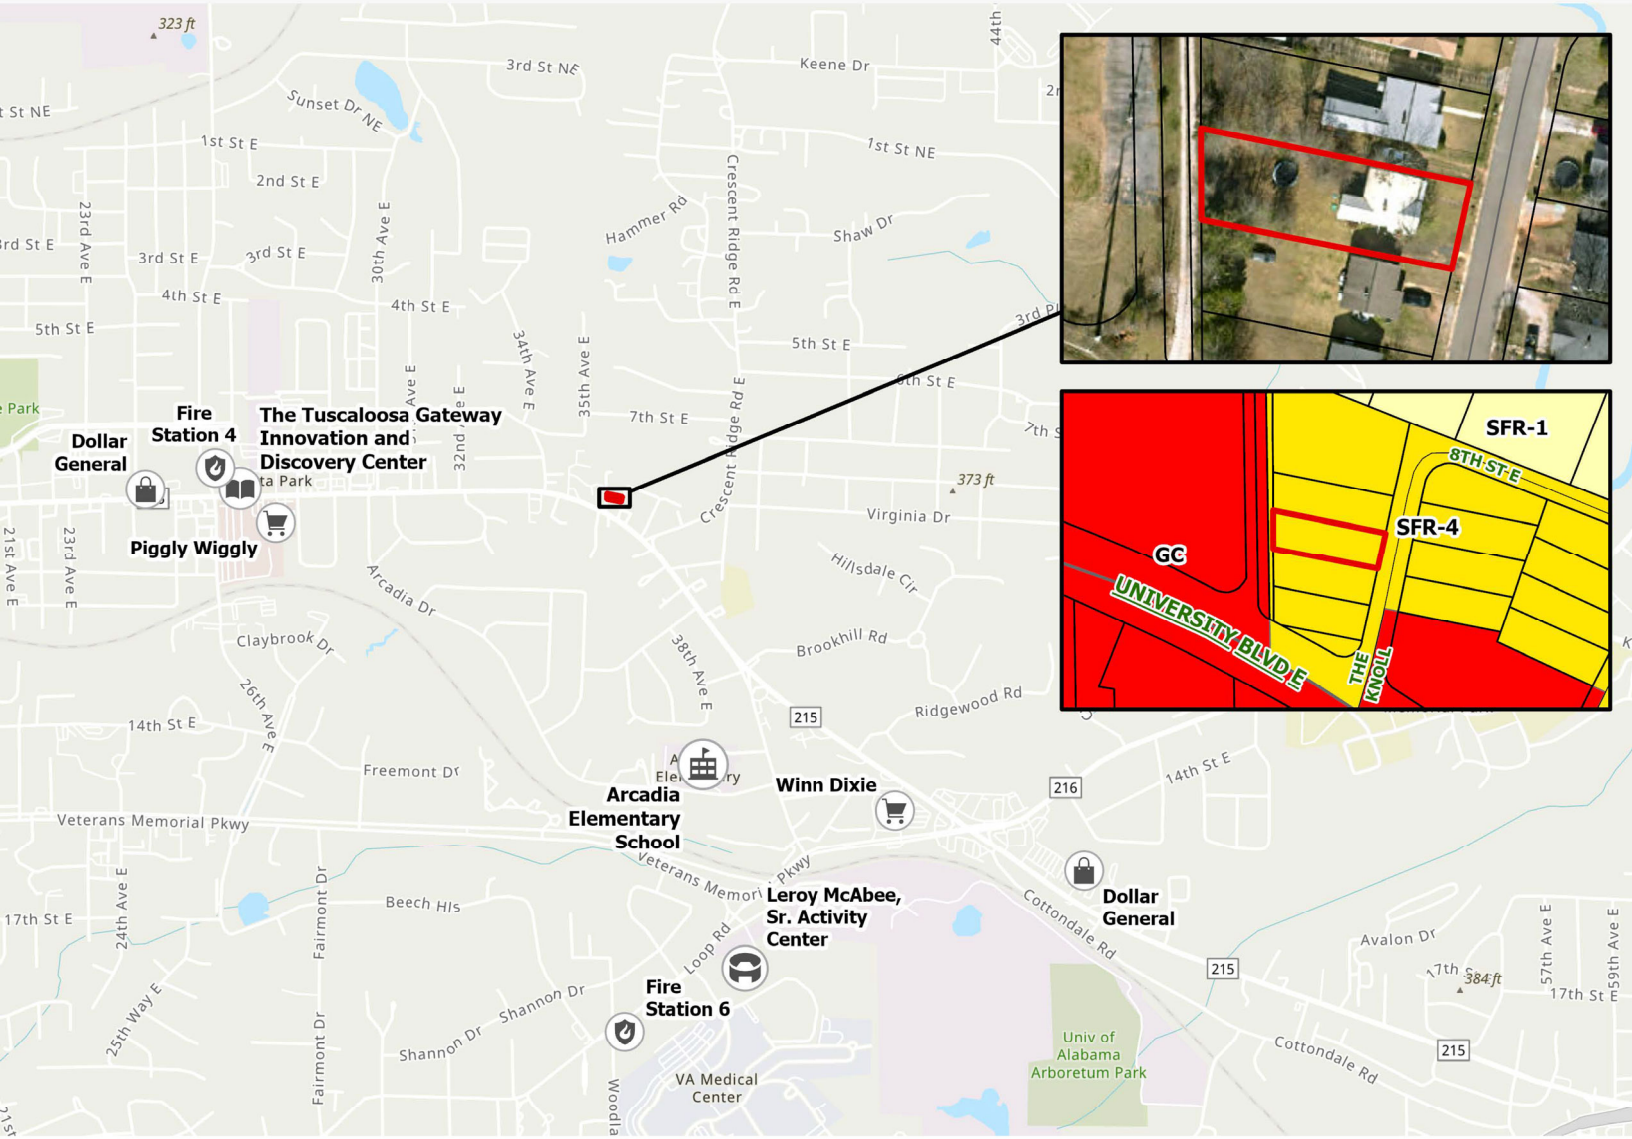 323 ft
44th
3rd St NE
Keene Dr
Sunset Dr NE
t St NE
1st St E
1st St NE
2nd St E
Crescent Ridge Rd E
Hammer Rd
Shaw Dr
23rd Ave E
30th Ave E
3rd St E
3rd St E
3rd St E
4th St E
4th St E
5th St E
5th St E
34th Ave E
35th Ave E
32nd
Ave E
6th St E
7th St E
Crescent Ridge Rd E
Park
Fire
Station 4
The Tuscaloosa Gateway
Innovation and
Discovery Center
ta Park
Dollar
General
Piggly Wiggly
373 ft
Virginia Dr
21st Ave E
23rd Ave E
Hillsdale Cir
Arcadia Dr
Claybrook Dr
Brookhill Rd
38th Ave E
26th Ave E
14th St E
215
Ridgewood Rd
Freemont Dr
14th St E
216
Arcadia
Elementary
School
Winn Dixie
Veterans Memorial Pkwy
Veterans Memorial Pkwy
Dollar
General
Leroy McAbee,
Sr. Activity
Center
Fairmont Dr
24th Ave E
17th St E
Beech Hls
Cottondale Rd
Loop Rd
Avalon Dr
57th Ave E
59th Ave E
215
17th St E
384 ft
Fire
Station 6
Shannon Dr
Shannon Dr
25th Way E
Fairmont Dr
VA Medical
Center
Univ of
Alabama
Arboretum Park
Cottondale Rd
215
Woodla
21st
SFR-1
8TH ST E
SFR-4
GC
UNIVERSITY BLVD E
THE
KNOLL